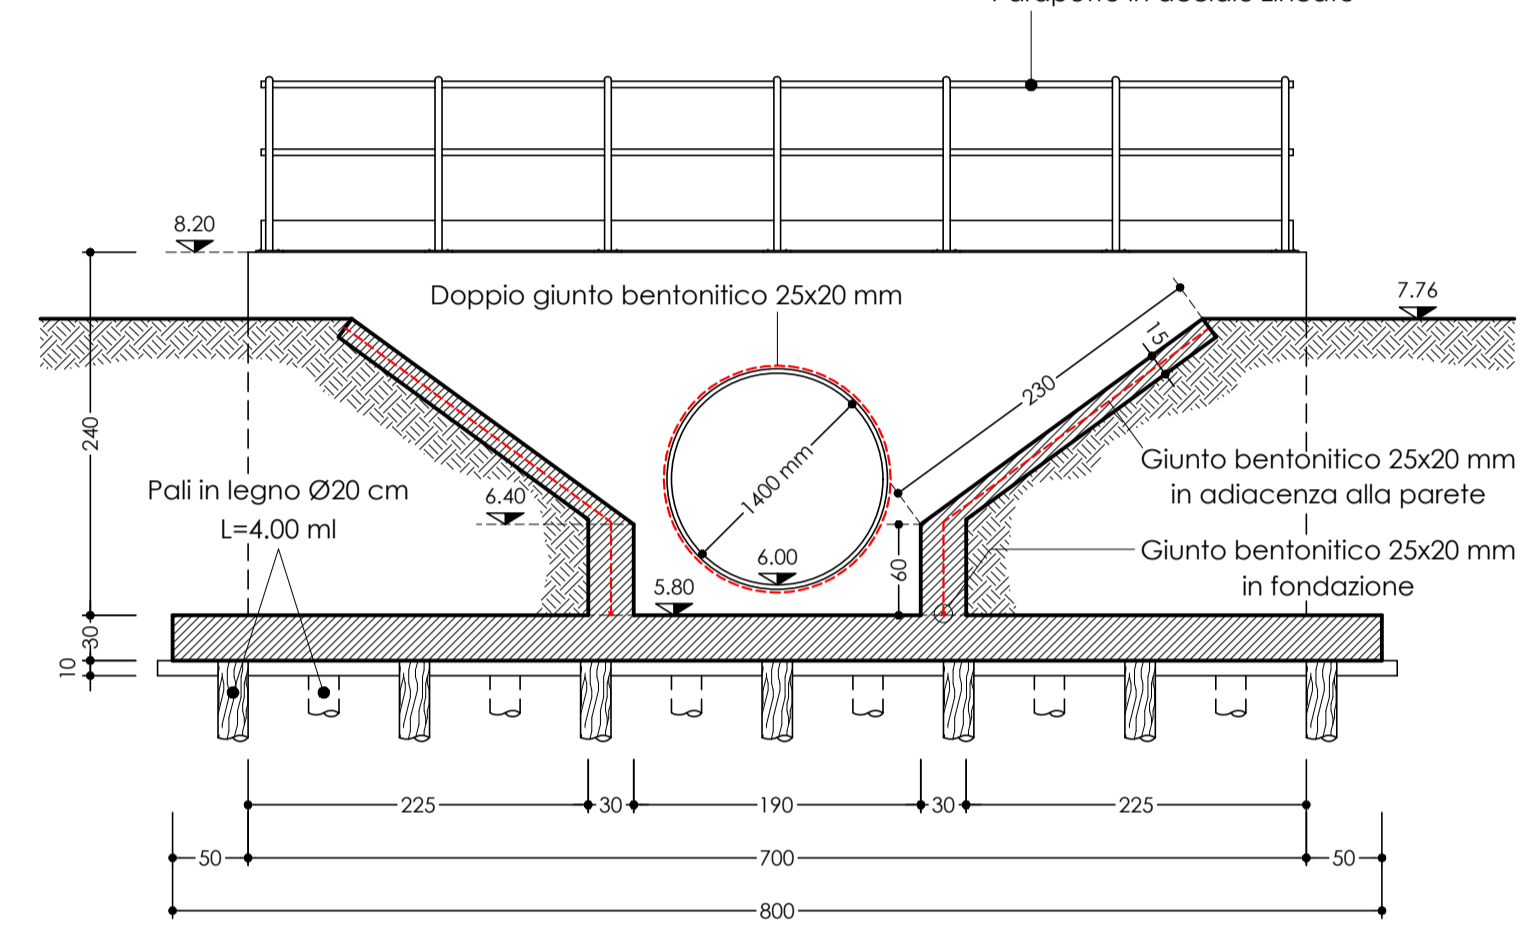 8.20
Doppio giunto bentonitico 25x20 mm
7.76
15
230
240
1400 mm
Giunto bentonitico 25x20 mm
in adiacenza alla parete
Pali in legno Ø20 cm
L=4.00 ml
6.40
Giunto bentonitico 25x20 mm
in fondazione
6.00
60
5.80
30
10
225
30
190
30
225
50
700
50
800